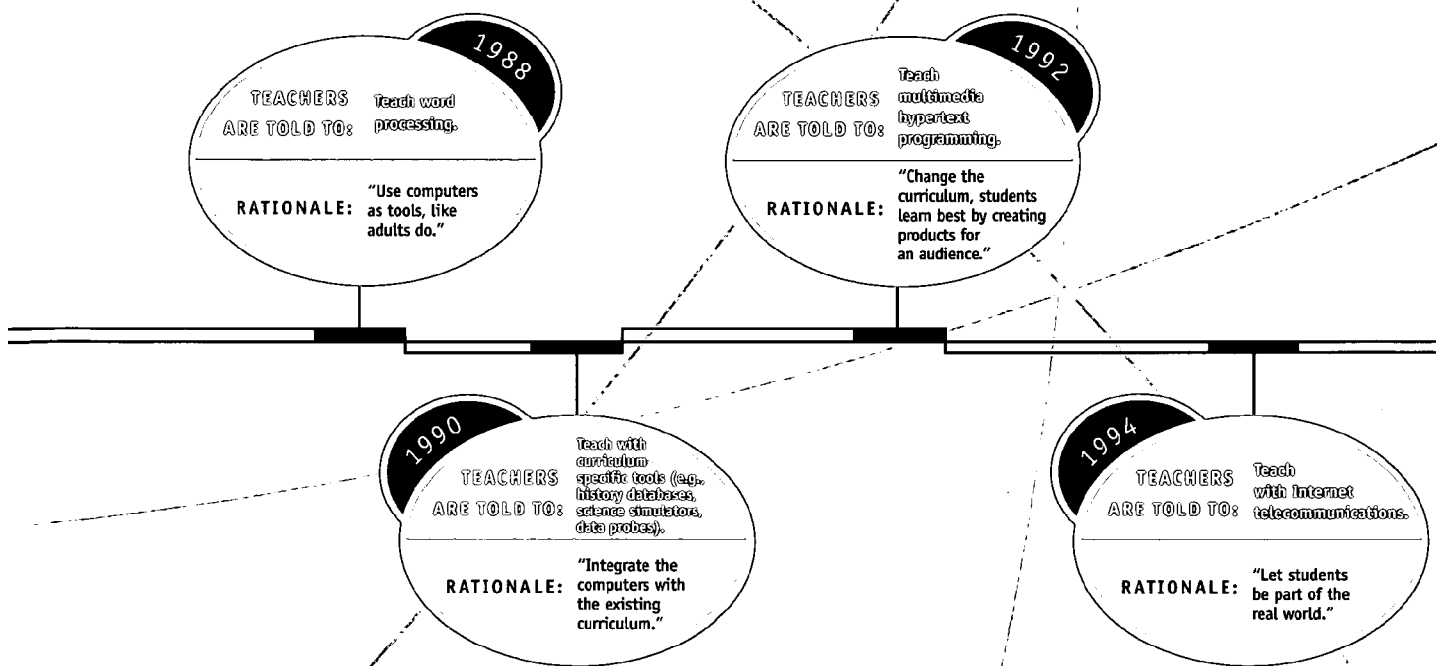 1988
TEACHERS
ARE TOLD TO:
Teach word
processing.
RATIONALE:
“Use computers
as tools, like
adults do.”
1990
TEACHERS
ARE TOLD TO:
Teach with
curriculum
specific tools (e.g.,
history databases,
science simulators,
data probes).
RATIONALE:
“Integrate the
computers with
the existing
curriculum.”
1992
TEACHERS
ARE TOLD TO:
Teach
multimedia
hypertext
programming.
RATIONALE:
“Change the
curriculum, students
learn best by creating
products for
an audience.”
1994
TEACHERS
ARE TOLD TO:
Teach
with Internet
telecommunications.
RATIONALE:
“Let students
be part of the
real world.”